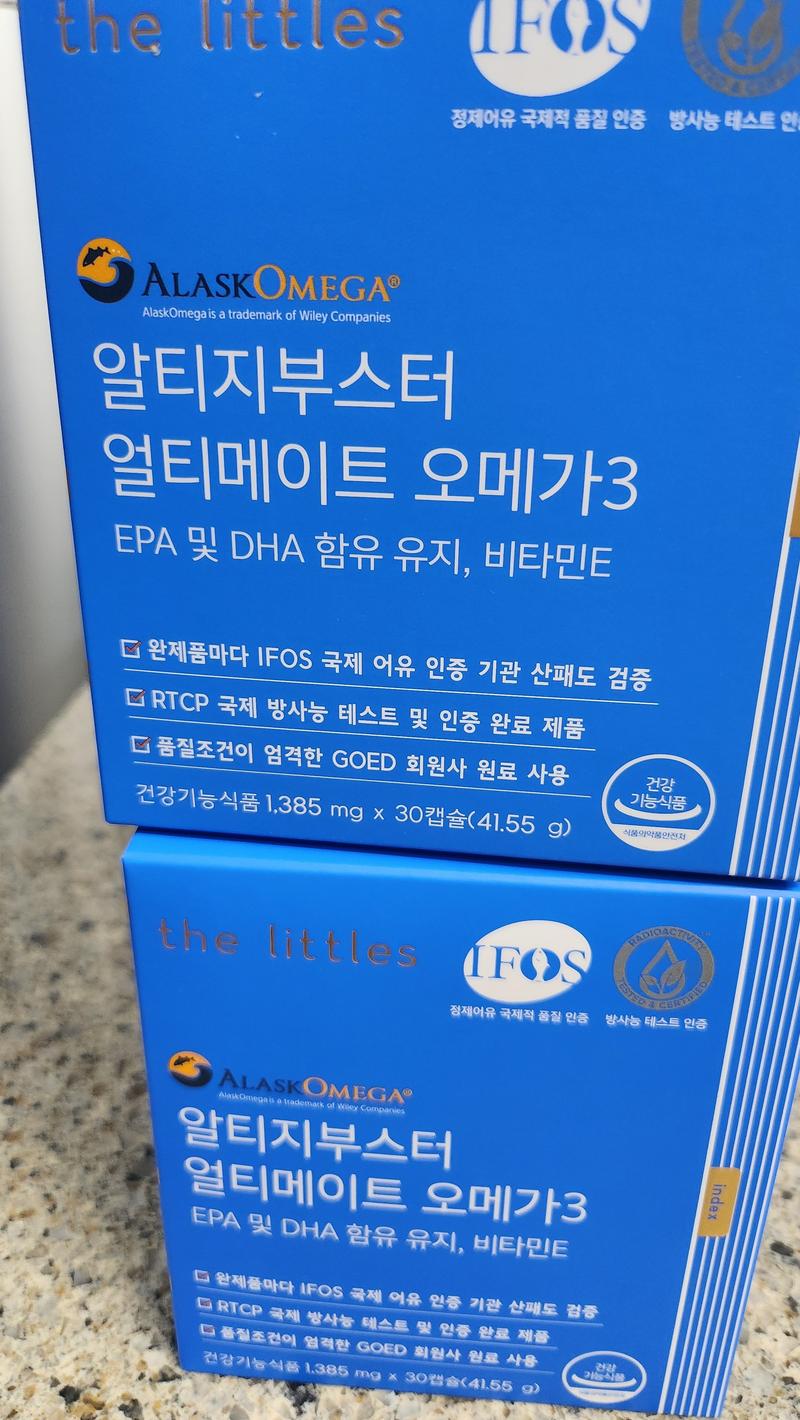 the littles
IFOS
정제어유 국제적 품질 인증
방사능 테스트
ALASKOMEGA®
AlaskOmega is a trademark of Wiley Companies
알티지부스터
얼티메이트 오메가3
EPA 및 DHA 함유 유지, 비타민E
완제품마다 IFOS 국제 어유 인증 기관 산패도 검증
RTCP 국제 방사능 테스트 및 인증 완료 제품
품질조건이 엄격한 GOED 회원사 원료 사용
건강기능식품 1,385 mg x 30캡슐(41.55 g)
건강
기능식품
식품의약품안전처
the littles
IFOS
정제어유 국제적 품질 인증
RADIOACTIVITY
TESTED & CERTIFIED
방사능 테스트 인증
ALASKOMEGA®
AlaskOmega is a trademark of Wiley Companies
알티지부스터
얼티메이트 오메가3
EPA 및 DHA 함유 유지, 비타민E
index
완제품마다 IFOS 국제 어유 인증 기관 산패도 검증
RTCP 국제 방사능 테스트 및 인증 완료 제품
품질조건이 엄격한 GOED 회원사 원료 사용
건강기능식품 1,385 mg x 30캡슐(41.55 g)
건강
기능식품